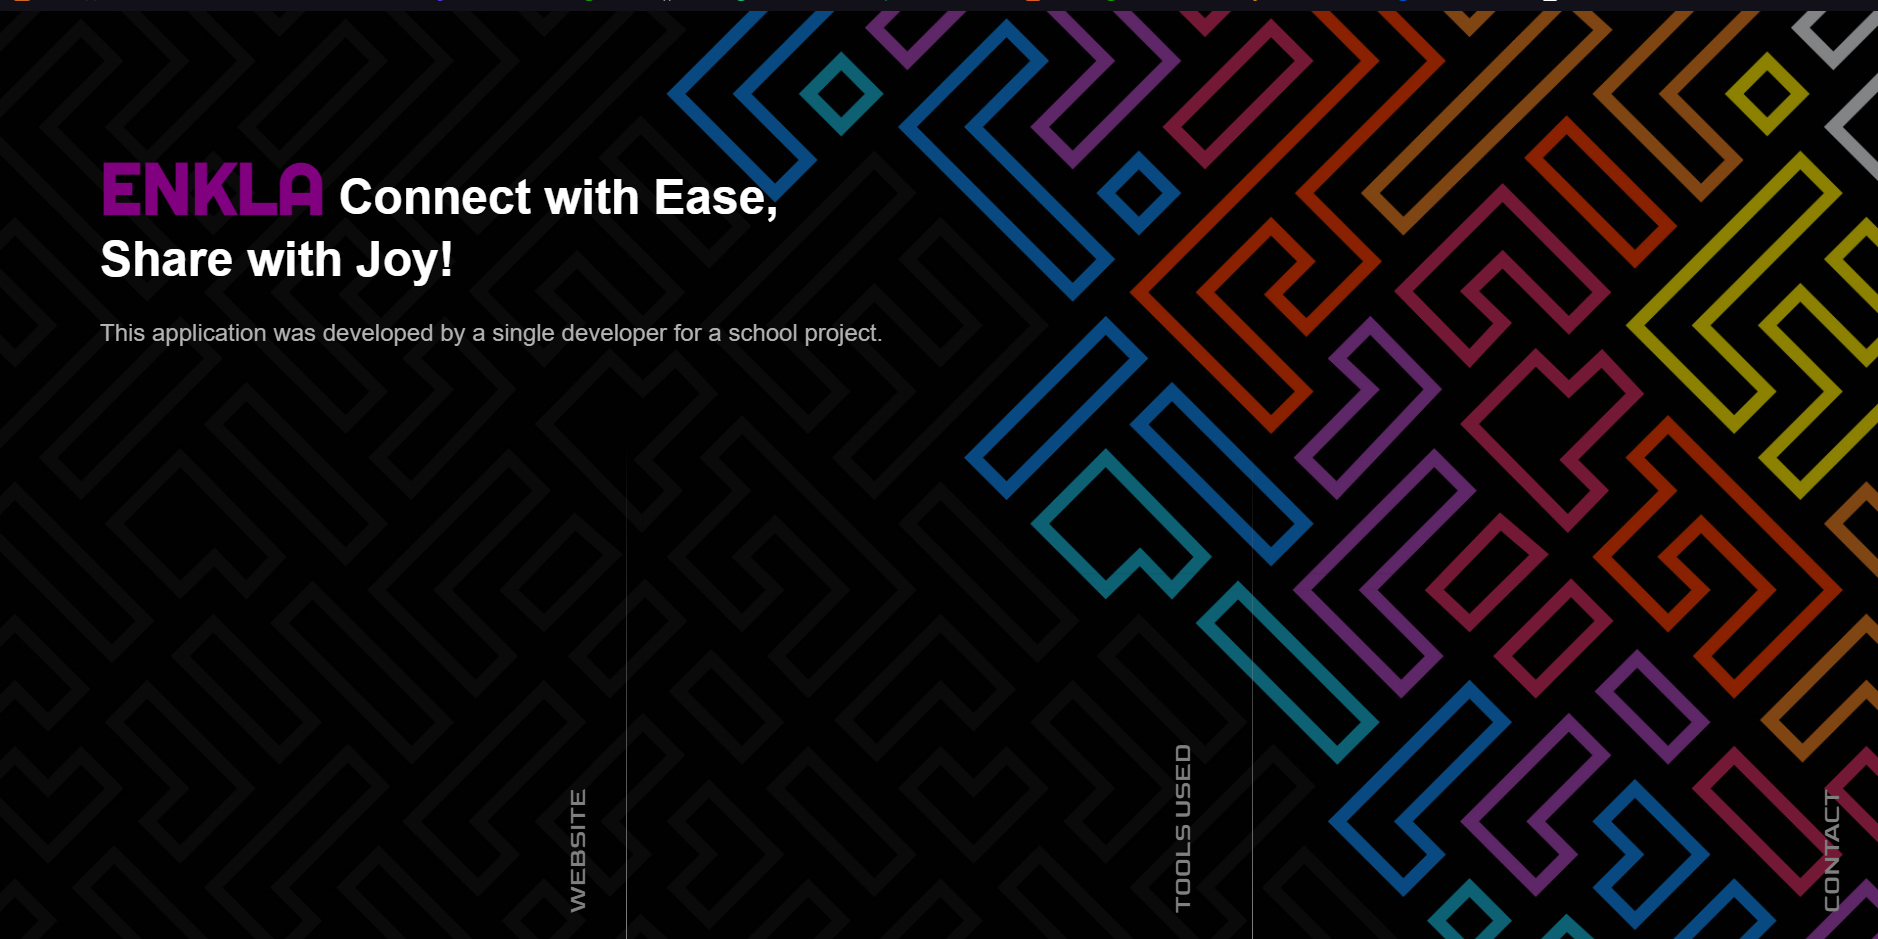 ENKLA Connect with Ease,
Share with Joy!
This application was developed by a single developer for a school project.
WEBSITE
TOOLS USED
CONTACT